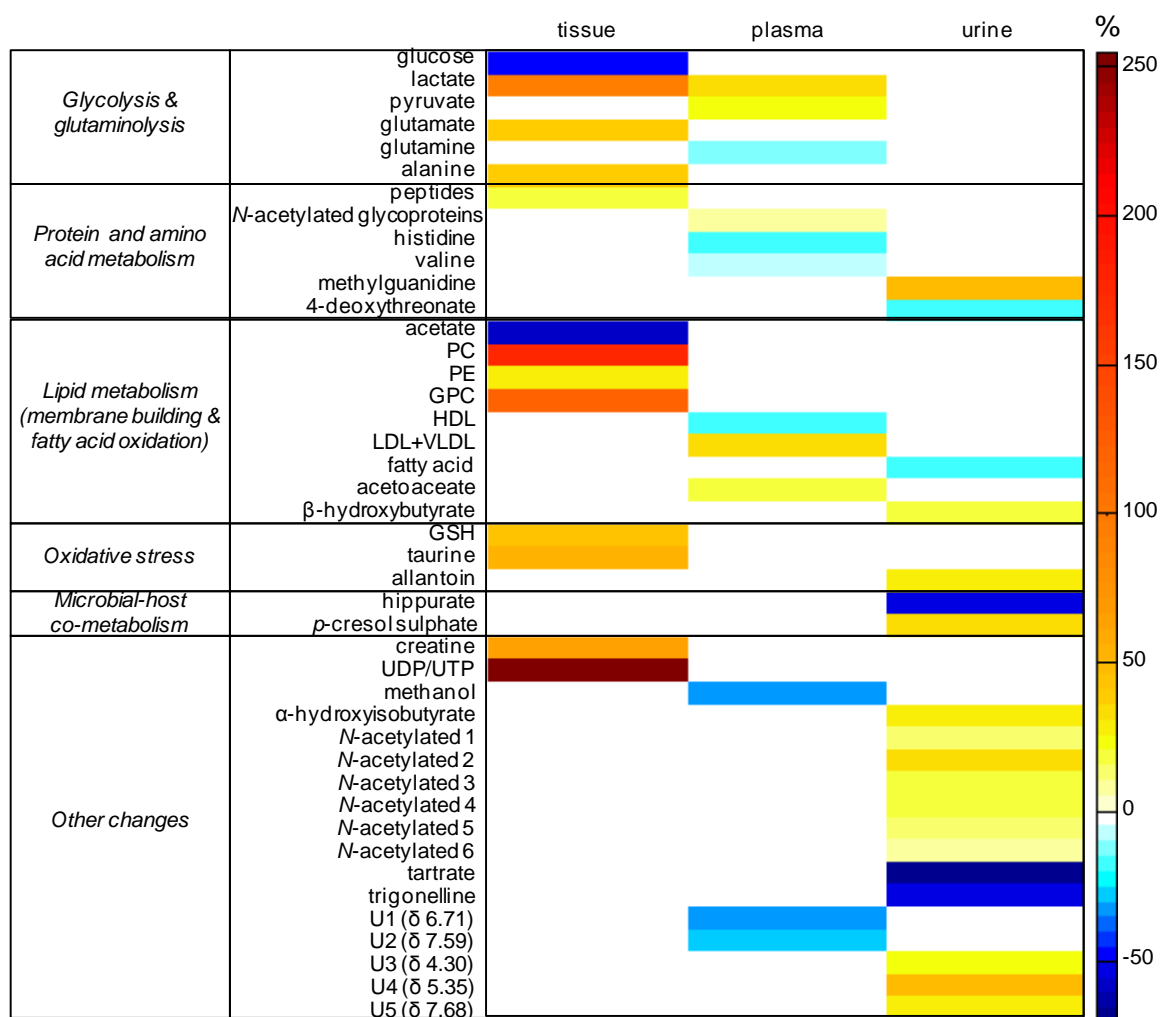 tissue plasma urine %
glucose
lactate
pyruvate
glutamate
glutamine
alanine
Glycolysis &
glutaminolysis
peptides
N-acetylated glycoproteins
histidine
valine
methylguanidine
4-deoxythreonate
Protein and amino
acid metabolism
acetate
PC
PE
GPC
HDL
LDL+VLDL
fatty acid
acetoaceate
β-hydroxybutyrate
Lipid metabolism
(membrane building &
fatty acid oxidation)
GSH
taurine
allantoin
Oxidative stress
hippurate
p-cresol sulphate
Microbial-host
co-metabolism
creatine
UDP/UTP
methanol
α-hydroxyisobutyrate
N-acetylated 1
N-acetylated 2
N-acetylated 3
N-acetylated 4
N-acetylated 5
N-acetylated 6
tartrate
trigonelline
U1 (δ 6.71)
U2 (δ 7.59)
U3 (δ 4.30)
U4 (δ 5.35)
U5 (δ 7.68)
Other changes
250
200
150
100
50
0
-50